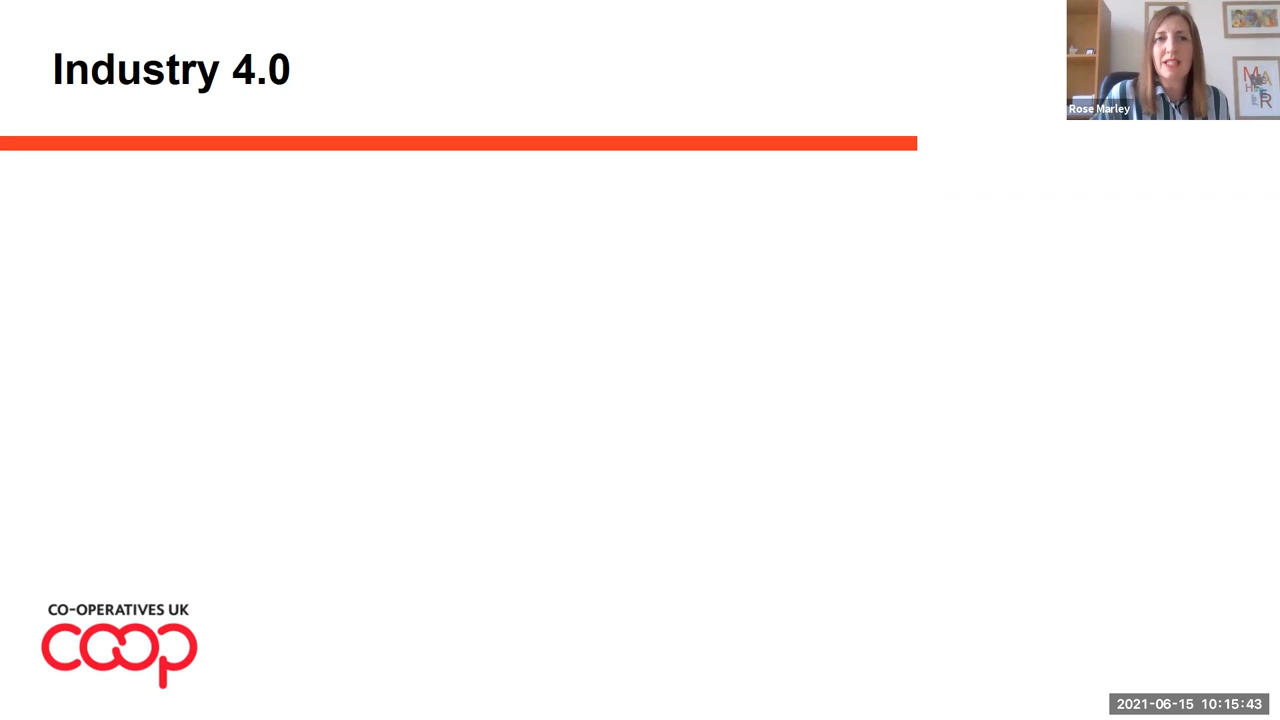 Industry 4.0
Rose Marley
CO-OPERATIVES UK
coop
2021-06-15 10:15:43